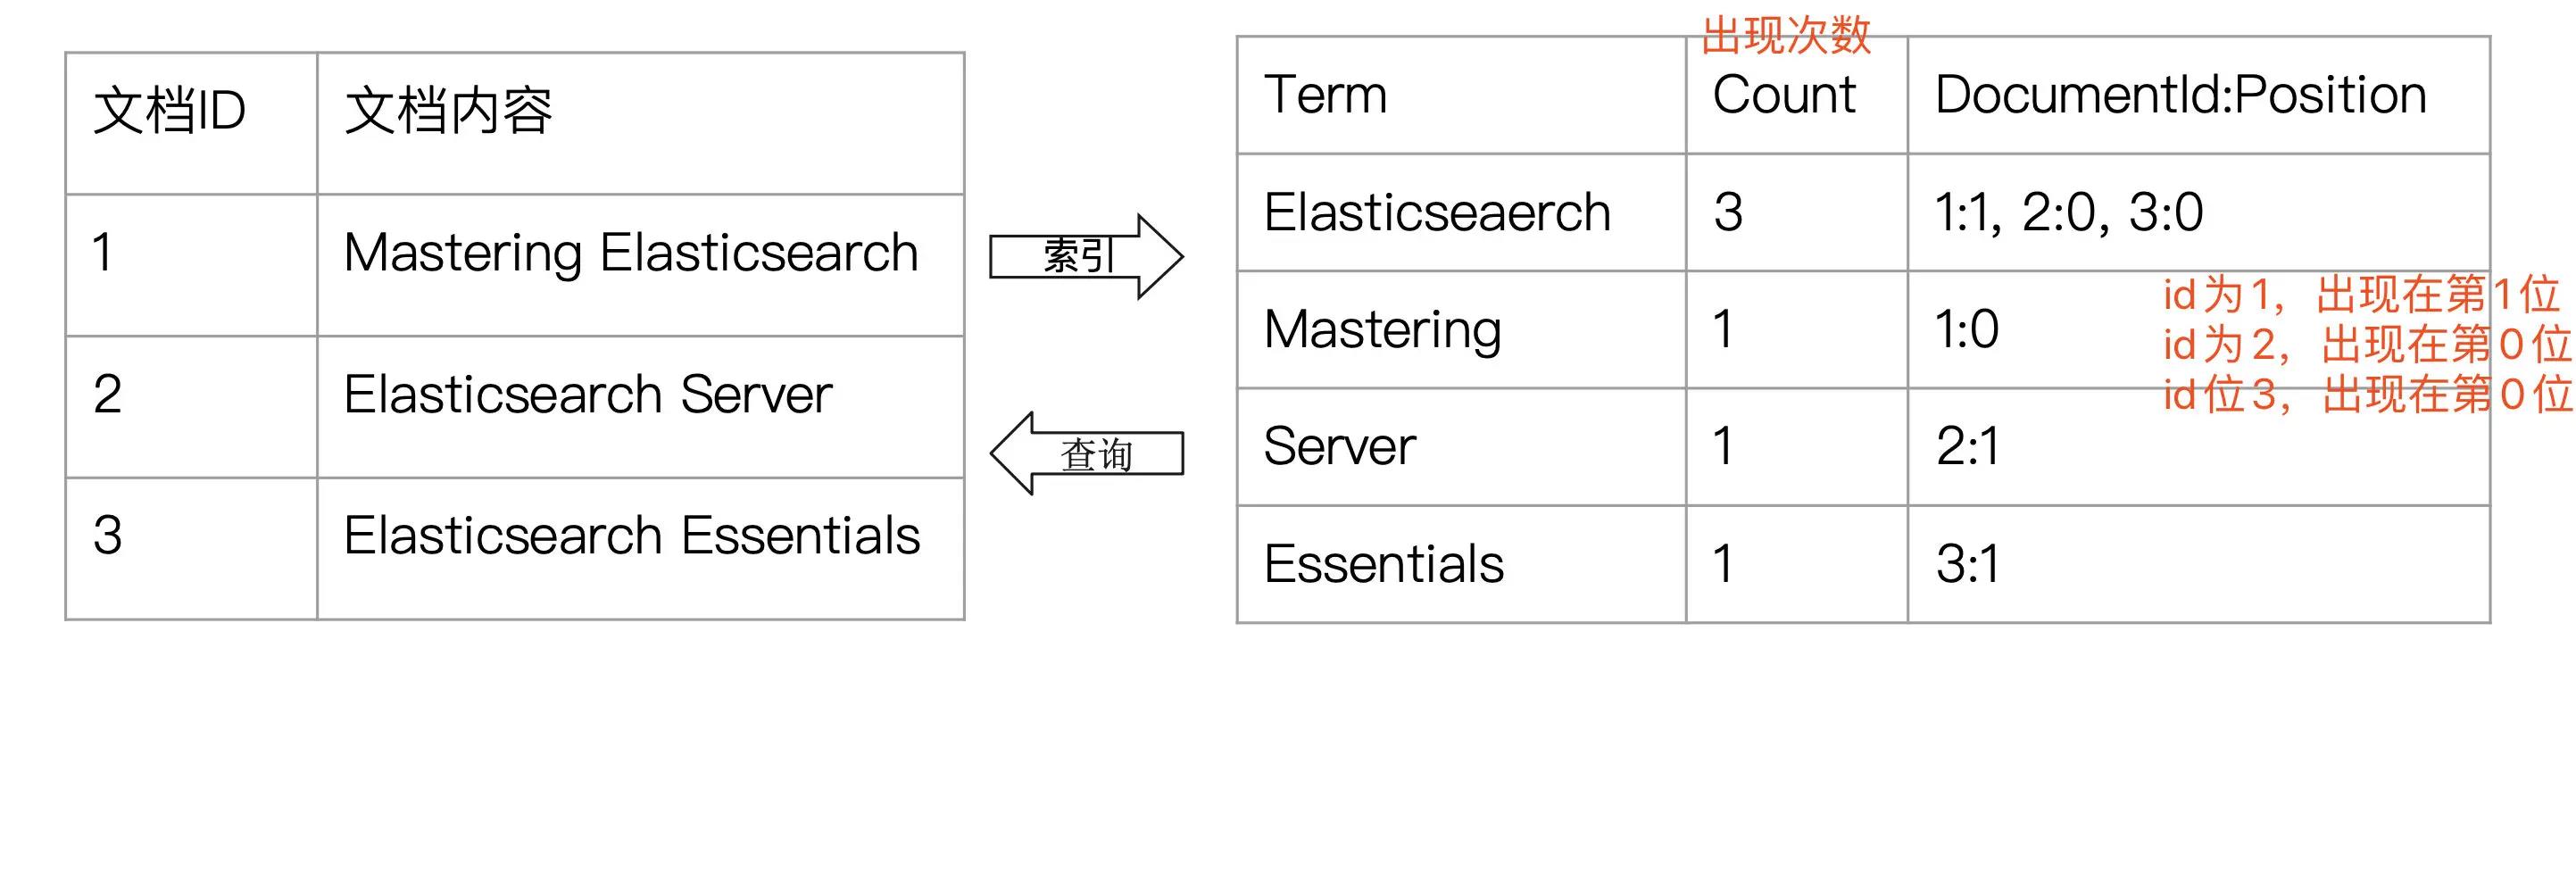 文档ID 文档内容
1 Mastering Elasticsearch
2 Elasticsearch Server
3 Elasticsearch Essentials
索引
查询
出现次数
Term Count DocumentId:Position
Elasticseaerch 3 1:1, 2:0, 3:0
Mastering 1 1:0
Server 1 2:1
Essentials 1 3:1
id为1，出现在第1位
id为2，出现在第0位
id位3，出现在第0位